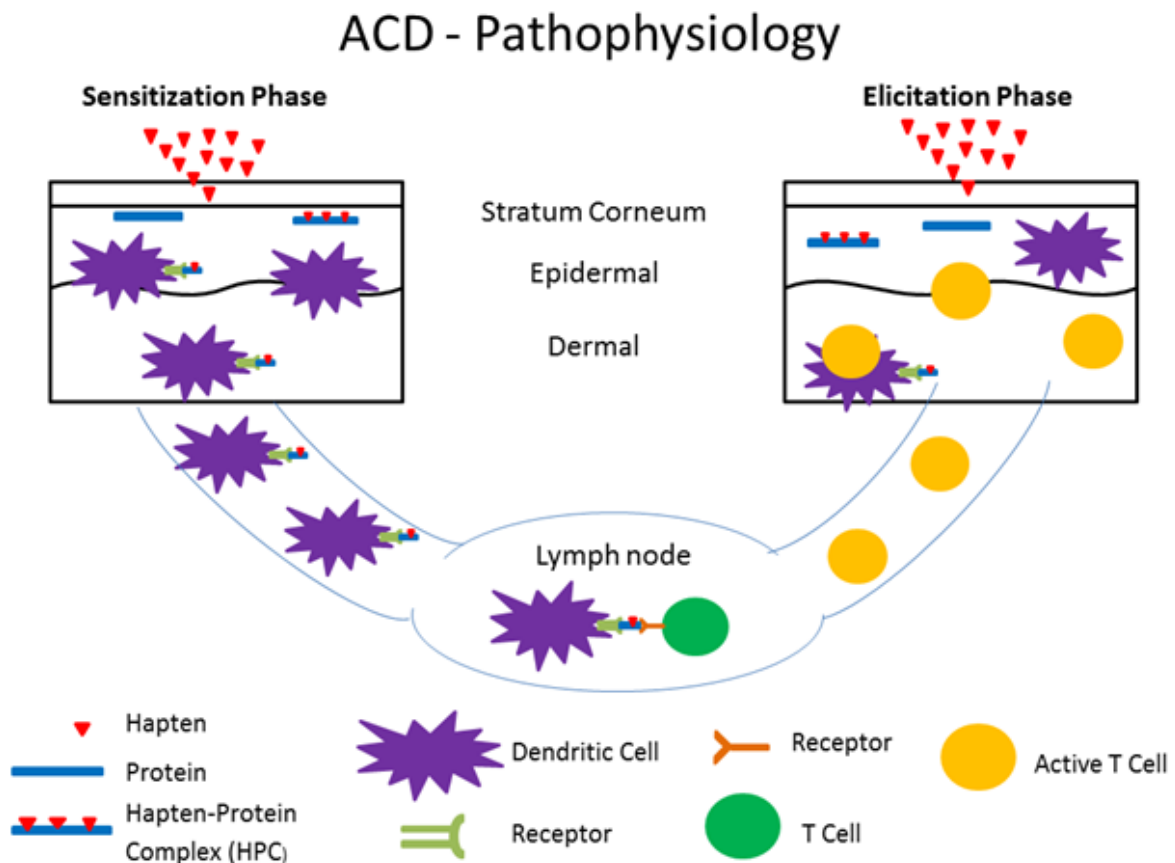 ACD - Pathophysiology
Sensitization Phase
Elicitation Phase
Stratum Corneum
Epidermal
Dermal
Lymph node
Hapten
Protein
Hapten-Protein
Complex (HPC)
Dendritic Cell
Receptor
Receptor
T Cell
Active T Cell